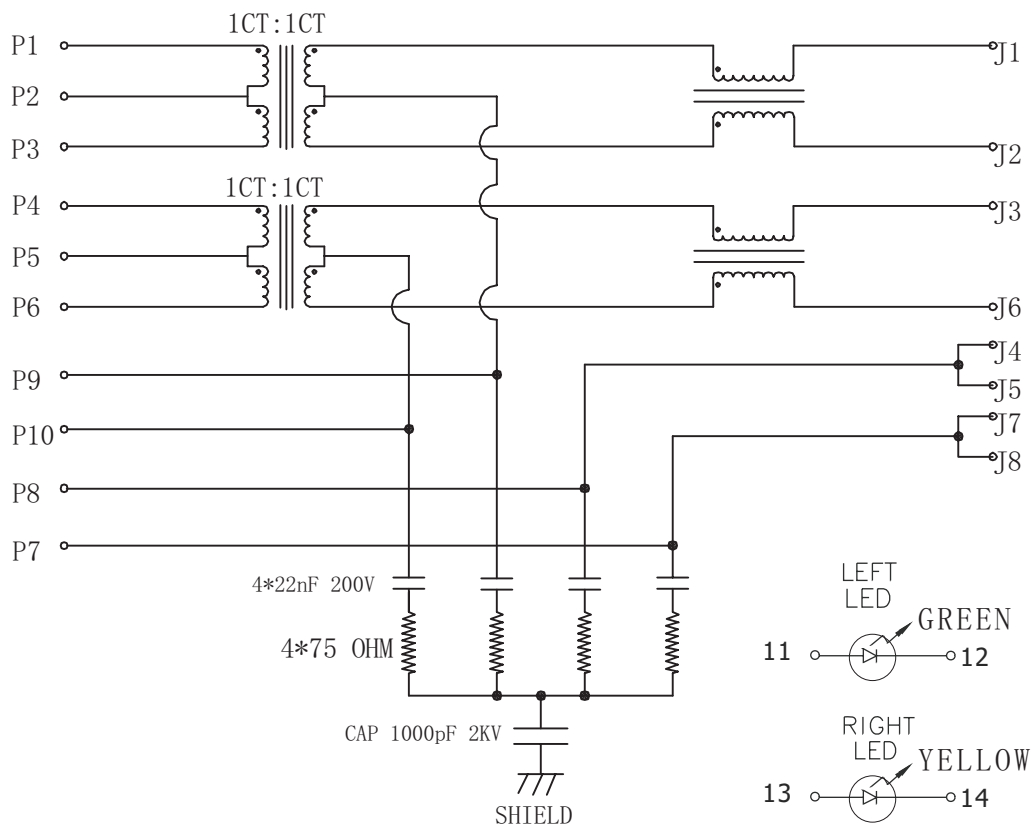 1CT:1CT
P1
J1
P2
P3
J2
1CT:1CT
P4
J3
P5
P6
J6
J4
P9
J5
J7
P10
J8
P8
P7
4*22nF 200V
4*75 OHM
CAP 1000pF 2KV
SHIELD
LEFT
LED
GREEN
11
12
RIGHT
LED
YELLOW
13
14